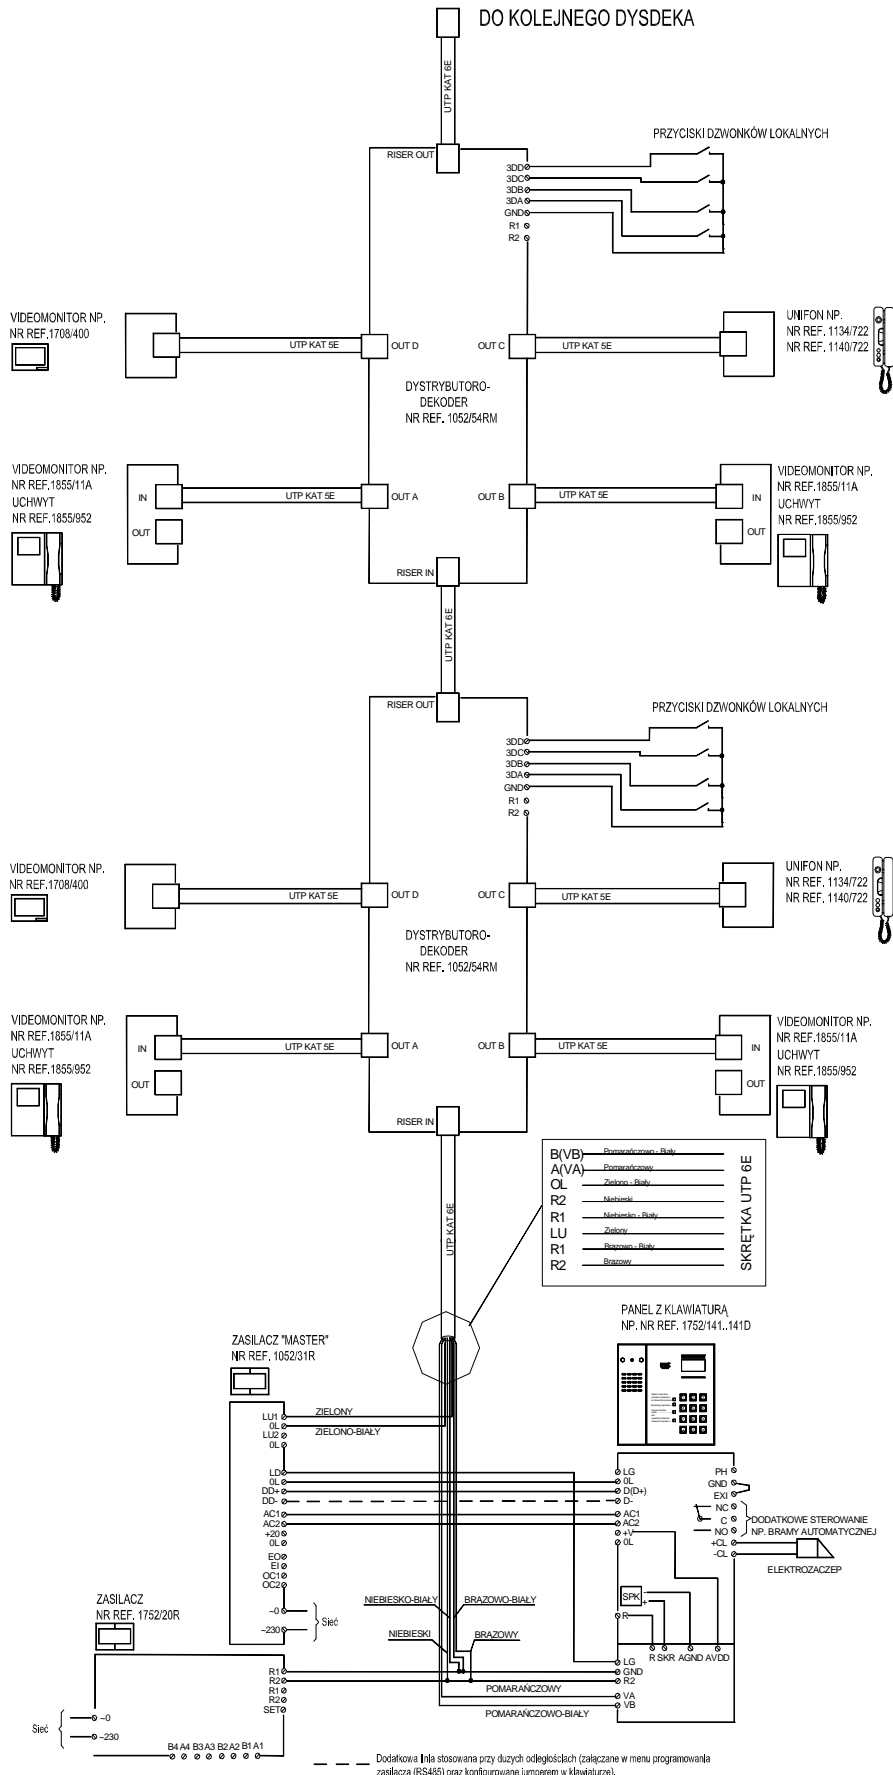 DO KOLEJNEGO DYSDEKA
UTP KAT 6E
PRZYCISKI DZWONKÓW LOKALNYCH
RISER OUT
3DD
3DC
3DB
3DA
GND
R1
R2
VIDEOMONITOR NP.
NR REF.1708/400
UTP KAT 5E
OUT D
OUT C
UTP KAT 5E
UNIFON NP.
NR REF. 1134/722
NR REF. 1140/722
DYSTRYBUTORO-
DEKODER
NR REF. 1052/54RM
VIDEOMONITOR NP.
NR REF.1855/11A
UCHWYT
NR REF.1855/952
IN
OUT
UTP KAT 5E
OUT A
OUT B
UTP KAT 5E
IN
OUT
VIDEOMONITOR NP.
NR REF.1855/11A
UCHWYT
NR REF.1855/952
RISER IN
UTP KAT 6E
RISER OUT
PRZYCISKI DZWONKÓW LOKALNYCH
3DD
3DC
3DB
3DA
GND
R1
R2
VIDEOMONITOR NP.
NR REF.1708/400
UTP KAT 5E
OUT D
OUT C
UTP KAT 5E
UNIFON NP.
NR REF. 1134/722
NR REF. 1140/722
DYSTRYBUTORO-
DEKODER
NR REF. 1052/54RM
VIDEOMONITOR NP.
NR REF.1855/11A
UCHWYT
NR REF.1855/952
IN
OUT
UTP KAT 5E
OUT A
OUT B
UTP KAT 5E
IN
OUT
VIDEOMONITOR NP.
NR REF.1855/11A
UCHWYT
NR REF.1855/952
RISER IN
UTP KAT 6E
B(VB) Pomarańczowo - Biały
A(VA) Pomarańczowy
OL Zielono - Biały
R2 Niebieski
R1 Niebiesko - Biały
LU Zielony
R1 Brązowo - Biały
R2 Brązowy
SKRĘTKA UTP 6E
PANEL Z KLAWIATURĄ
NP. NR REF. 1752/141..141D
ZASILACZ "MASTER"
NR REF. 1052/31R
LU1
0L
LU2
0L
ZIELONY
ZIELONO-BIAŁY
LD
0L
DD+
DD-
AC1
AC2
+20
0L
EO
EI
OC1
OC2
~0
~230
Sieć
LG
0L
D(D+)
D-
AC1
AC2
+V
0L
PH
GND
EXI
NC
C
NO
+CL
-CL
DODATKOWE STEROWANIE
NP. BRAMY AUTOMATYCZNEJ
ELEKTROZACZEP
SPK
-
+
R
R SKR AGND AVDD
LG
GND
R2
VA
VB
NIEBIESKO-BIAŁY
BRAZOWO-BIAŁY
NIEBIESKI
BRĄZOWY
POMARAŃCZOWY
POMARAŃCZOWO-BIAŁY
ZASILACZ
NR REF. 1752/20R
R1
R2
R1
R2
SET
Sieć
~0
~230
B4 A4 B3 A3 B2 A2 B1 A1
Dodatkowa linia stosowana przy dużych odległościach (załączane w menu programowania
zasilacza (RS485) oraz konfigurowane jumperem w klawiaturze).